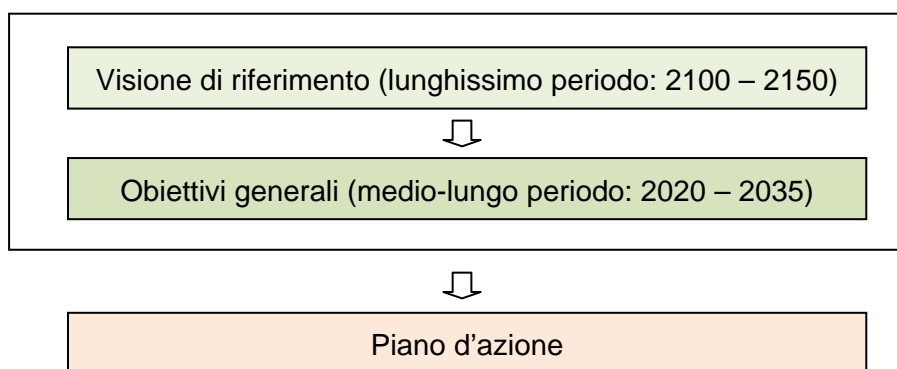 Visione di riferimento (lunghissimo periodo: 2100 – 2150)
Obiettivi generali (medio-lungo periodo: 2020 – 2035)
Piano d’azione